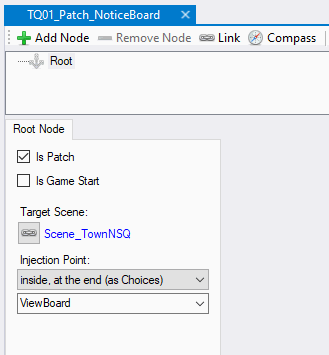 TQ01_Patch_NoticeBoard
Add Node Remove Node Link Compass
Root
Root Node
Is Patch
Is Game Start
Target Scene:
Scene_TownNSQ
Injection Point:
inside, at the end (as Choices)
ViewBoard